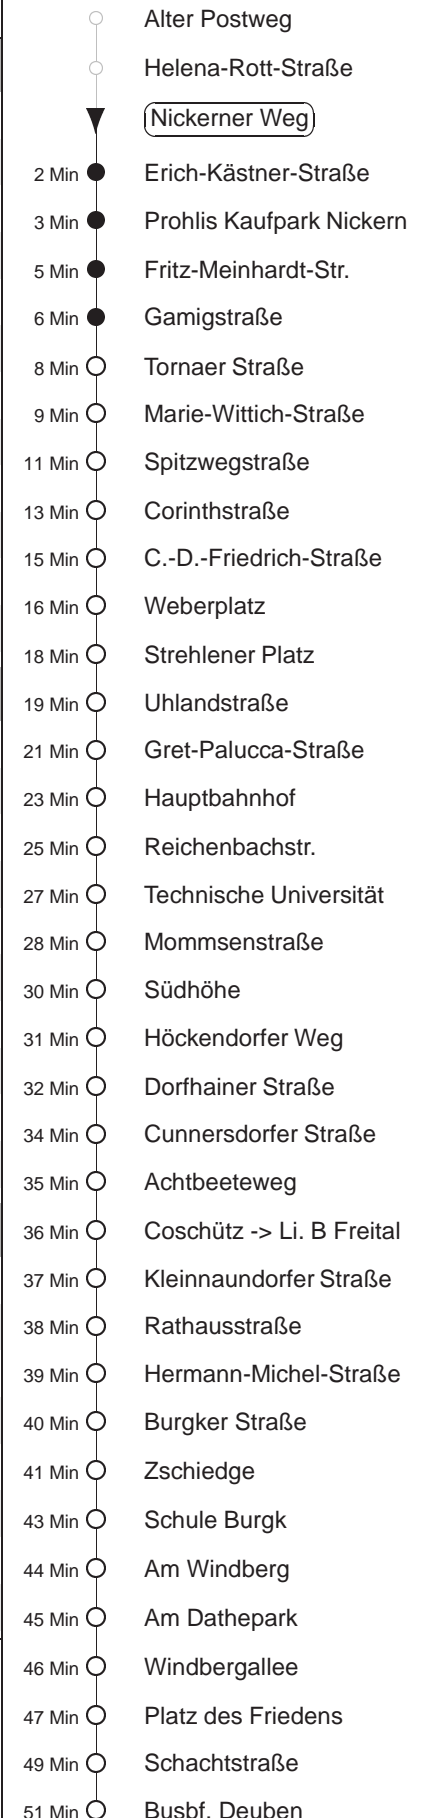 Alter Postweg
Helena-Rott-Straße
Nickerner Weg
2 Min Erich-Kästner-Straße
3 Min Prohlis Kaufpark Nickern
5 Min Fritz-Meinhardt-Str.
6 Min Gamigstraße
8 Min Tornaer Straße
9 Min Marie-Wittich-Straße
11 Min Spitzwegstraße
13 Min Corinthstraße
15 Min C.-D.-Friedrich-Straße
16 Min Weberplatz
18 Min Strehlener Platz
19 Min Uhlandstraße
21 Min Gret-Palucca-Straße
23 Min Hauptbahnhof
25 Min Reichenbachstr.
27 Min Technische Universität
28 Min Mommsenstraße
30 Min Südhöhe
31 Min Höckendorfer Weg
32 Min Dorfhainer Straße
34 Min Cunnersdorfer Straße
35 Min Achtbeeteweg
36 Min Coschütz -> Li. B Freital
37 Min Kleinnaundorfer Straße
38 Min Rathausstraße
39 Min Hermann-Michel-Straße
40 Min Burgker Straße
41 Min Zschiedge
43 Min Schule Burgk
44 Min Am Windberg
45 Min Am Dathepark
46 Min Windbergallee
47 Min Platz des Friedens
49 Min Schachtstraße
51 Min Busbf. Deuben